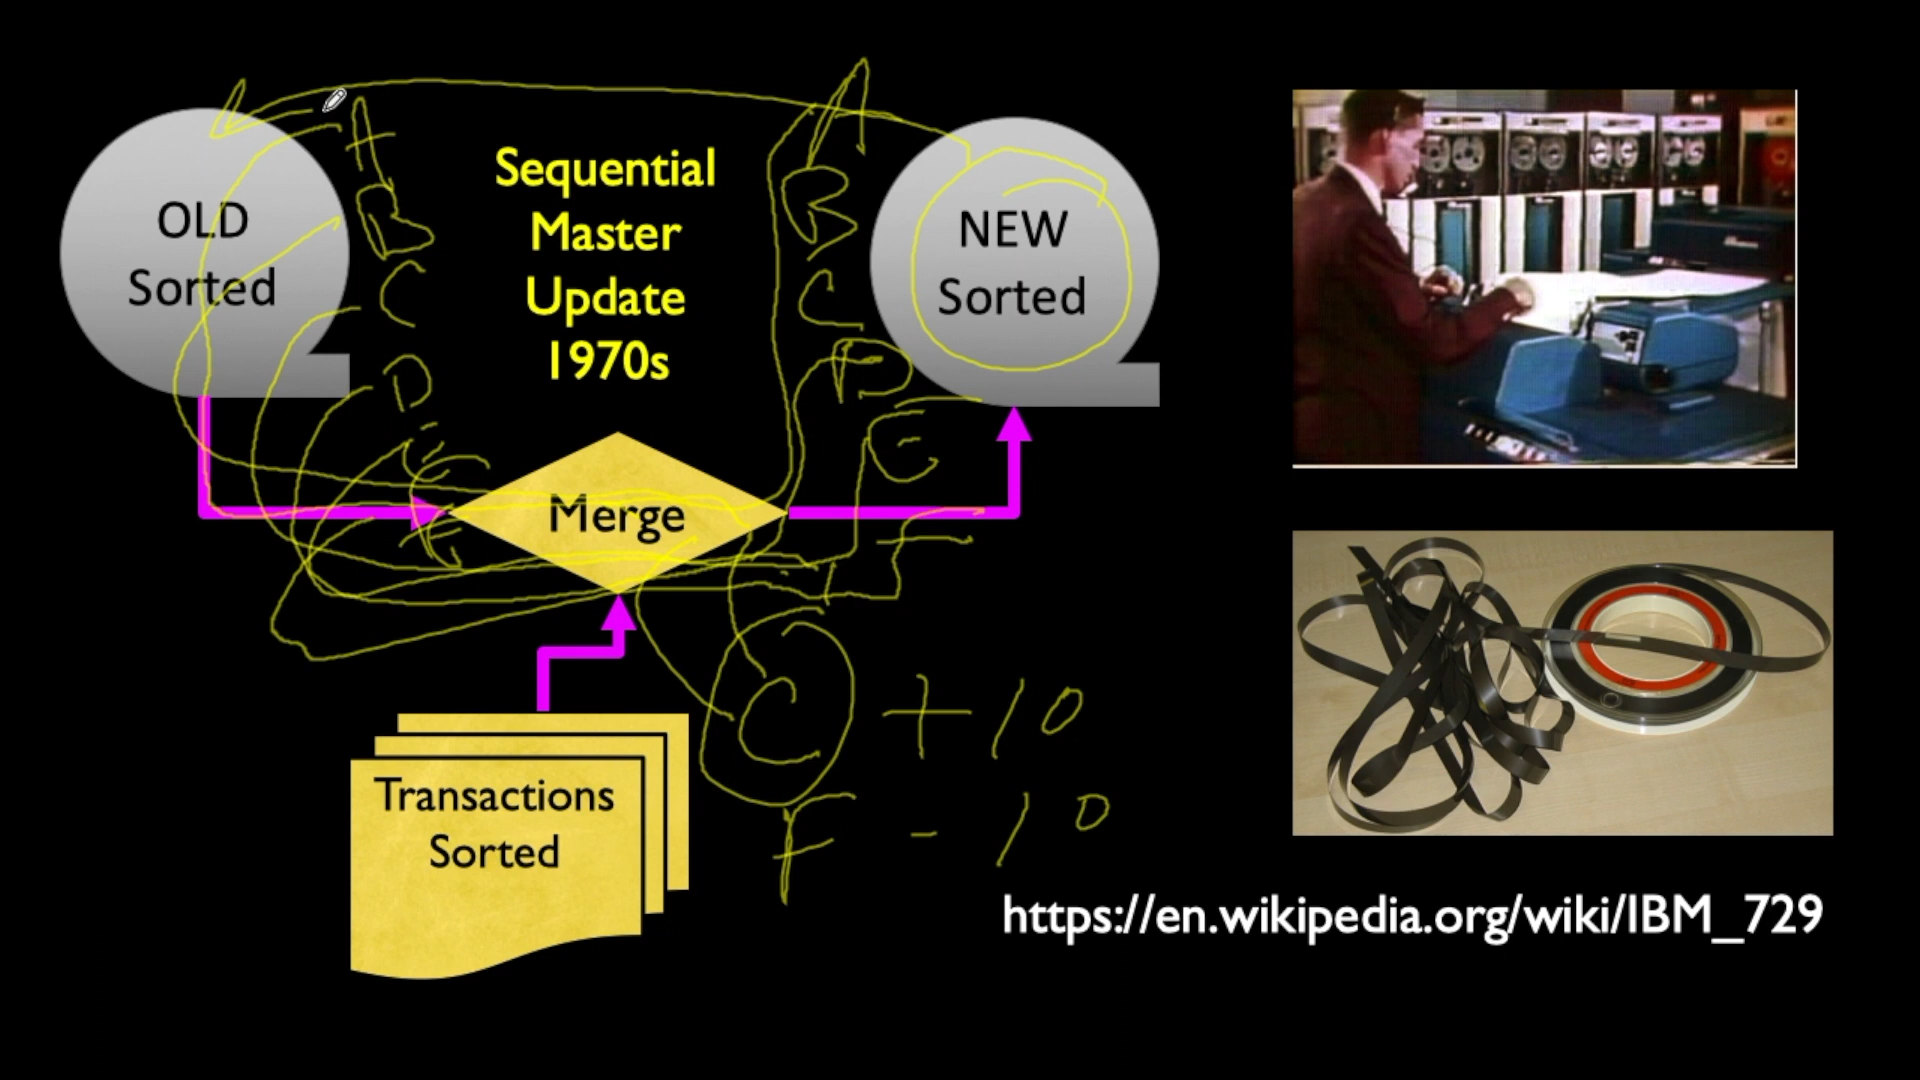 OLD
Sorted
Sequential
Master
Update
1970s
NEW
Sorted
Merge
Transactions
Sorted
A
B
C
D
E
F
A
B
C
D
E
F
C + 10
F - 10
https://en.wikipedia.org/wiki/IBM_729